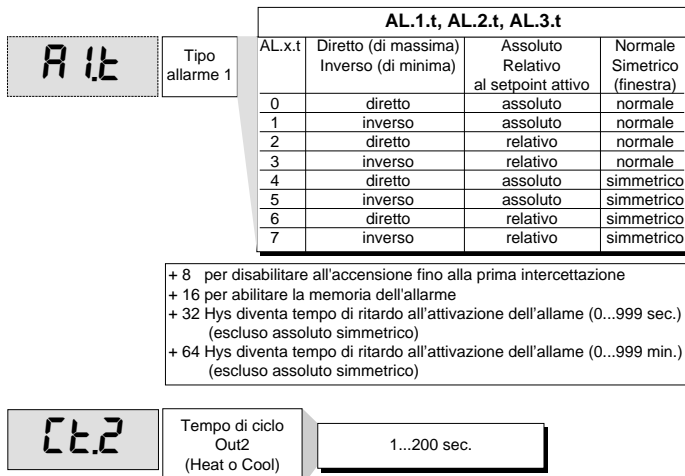 AL.1.t, AL.2.t, AL.3.t
A1.t
Tipo
allarme 1
AL.x.t Diretto (di massima) Assoluto Normale
Inverso (di minima) Relativo Simetrico
al setpoint attivo (finestra)
0 diretto assoluto normale
1 inverso assoluto normale
2 diretto relativo normale
3 inverso relativo normale
4 diretto assoluto simmetrico
5 inverso assoluto simmetrico
6 diretto relativo simmetrico
7 inverso relativo simmetrico
+ 8 per disabilitare all'accensione fino alla prima intercettazione
+ 16 per abilitare la memoria dell'allarme
+ 32 Hys diventa tempo di ritardo all'attivazione dell'allame (0...999 sec.)
(escluso assoluto simmetrico)
+ 64 Hys diventa tempo di ritardo all'attivazione dell'allame (0...999 min.)
(escluso assoluto simmetrico)
Ct.2
Tempo di ciclo
Out2
(Heat o Cool)
1...200 sec.